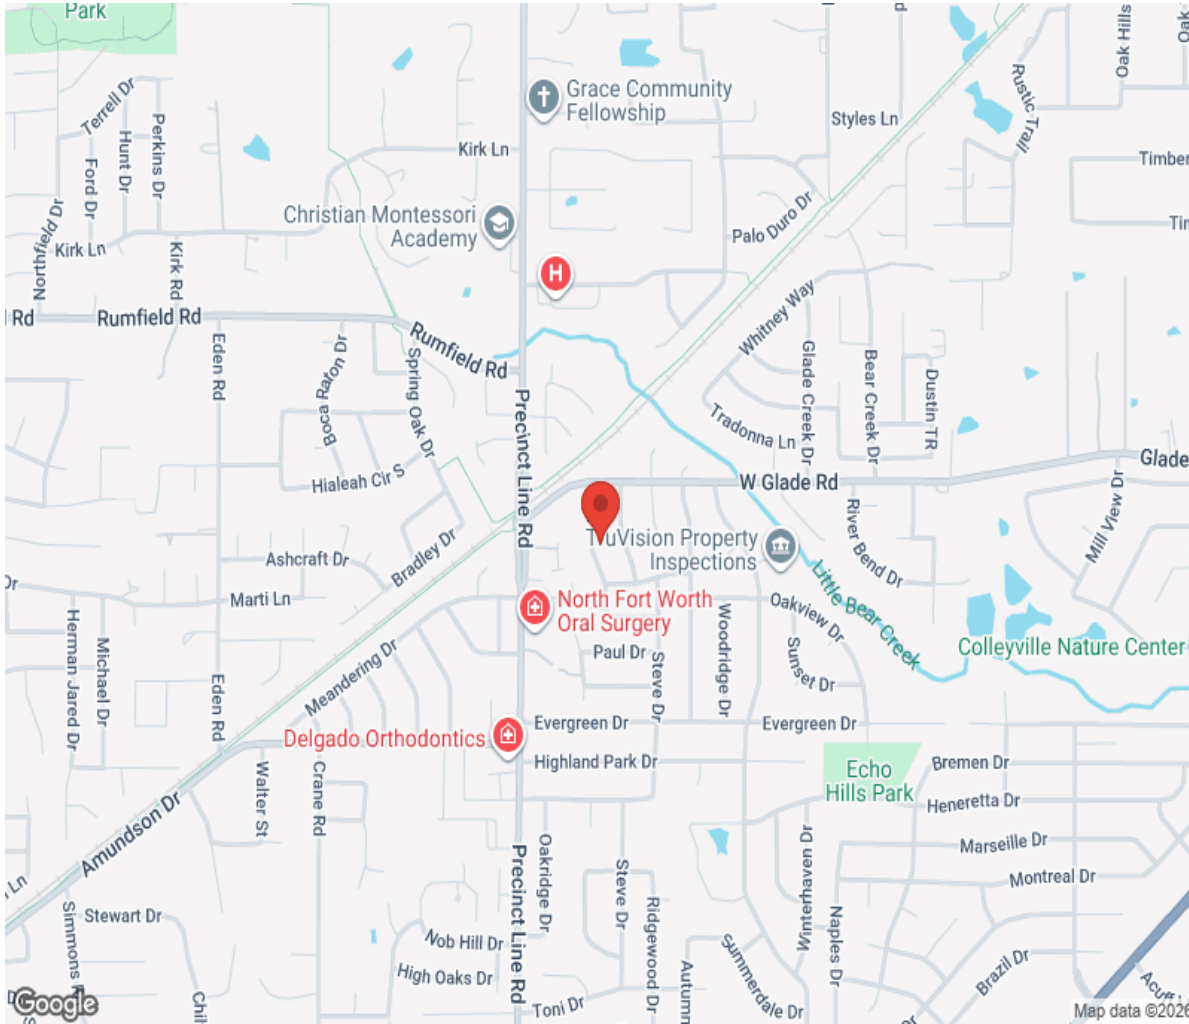 Park
Grace Community
Fellowship
Styles Ln
Oak Hills
Oak
Rustic Trail
Terrell Dr
Perkins Dr
Hunt Dr
Ford Dr
Kirk Ln
Timber
Christian Montessori
Academy
Palo Duro Dr
Northfield Dr
Kirk Ln
Kirk Rd
H
Whitney Way
Rd
Rumfield Rd
Rumfield Rd
Eden Rd
Boca Raton Dr
Spring Oak Dr
Glade Creek Dr
Bear Creek Dr
Dustin TR
Precinct Line Rd
Tradonna Ln
Hialeah Cir S
W Glade Rd
Glade
Mill View Dr
River Bend Dr
TruVision Property
Inspections
Ashcraft Dr
Bradley Dr
Little Bear Creek
Dr
Marti Ln
North Fort Worth
Oral Surgery
Oakview Dr
Woodridge Dr
Herman Jared Dr
Michael Dr
Meandering Dr
Paul Dr
Steve Dr
Sunset Dr
Colleyville Nature Center
Eden Rd
Evergreen Dr
Evergreen Dr
Delgado Orthodontics
Highland Park Dr
Walter St
Crane Rd
Echo
Hills Park
Bremen Dr
Heneretta Dr
Amundson Dr
Oakridge Dr
Precinct Line Rd
Winterhaven Dr
Marseille Dr
Montreal Dr
Ln
Simmons
Stewart Dr
Steve Dr
Ridgewood Dr
Naples Dr
Nob Hill Dr
High Oaks Dr
Summerdale Dr
Brazil Dr
Autumn
Toni Dr
Acuff
Dr
Google
Map data ©2026